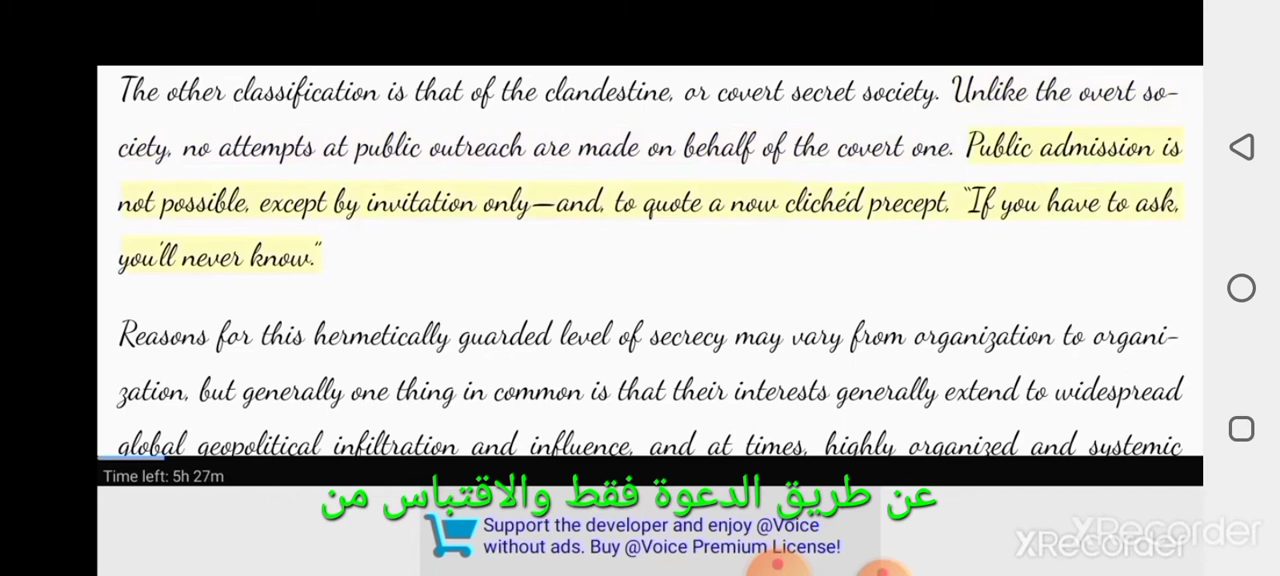 The other classification is that of the clandestine, or covert secret society. Unlike the overt so-
ciety, no attempts at public outreach are made on behalf of the covert one. Public admission is
not possible, except by invitation only—and, to quote a now clichéd precept, "If you have to ask,
you'll never know."
Reasons for this hermetically guarded level of secrecy may vary from organization to organi-
zation, but generally one thing in common is that their interests generally extend to widespread
global geopolitical infiltration and influence, and at times, highly organized and systemic
Time left: 5h 27m
عن طريق الدعوة فقط والاقتباس من
Support the developer and enjoy @Voice
without ads. Buy @Voice Premium License!
XRecorder
XRecorder